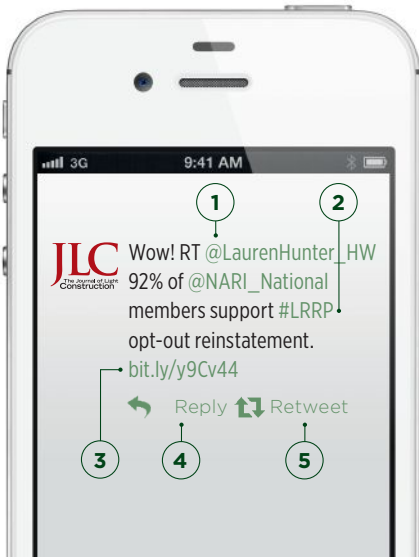 3G
9:41 AM
1
2
JLC
The Journal of Light
Construction
Wow! RT @LaurenHunter_HW
92% of @NARI_National
members support #LRRP
opt-out reinstatement.
bit.ly/y9Cv44
Reply Retweet
3
4
5